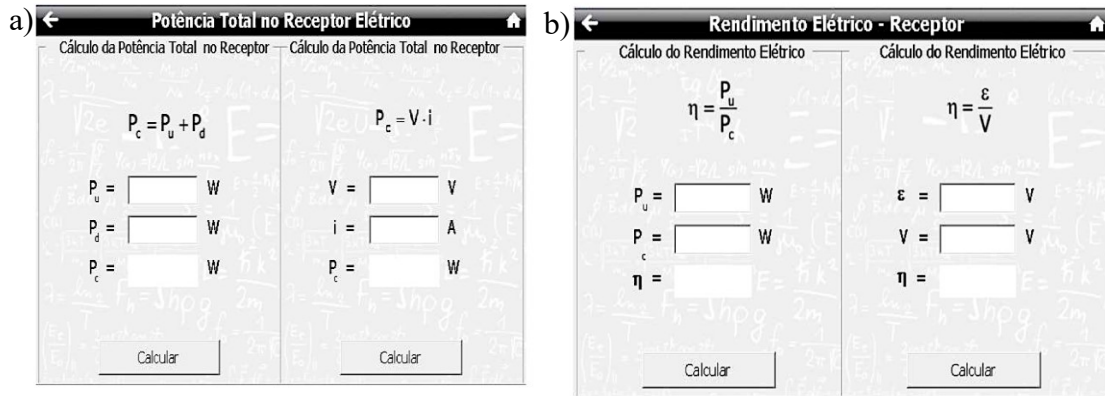 a)
Potência Total no Receptor Elétrico
Cálculo da Potência Total no Receptor
P_c = P_u + P_d
P_u = W
P_d = W
P_c = W
Calcular
Cálculo da Potência Total no Receptor
P_c = V · i
V = V
i = A
P_c = W
Calcular
b)
Rendimento Elétrico - Receptor
Cálculo do Rendimento Elétrico
η = P_u / P_c
P_u = W
P_c = W
η =
Calcular
Cálculo do Rendimento Elétrico
η = ε / V
ε = V
V = V
η =
Calcular